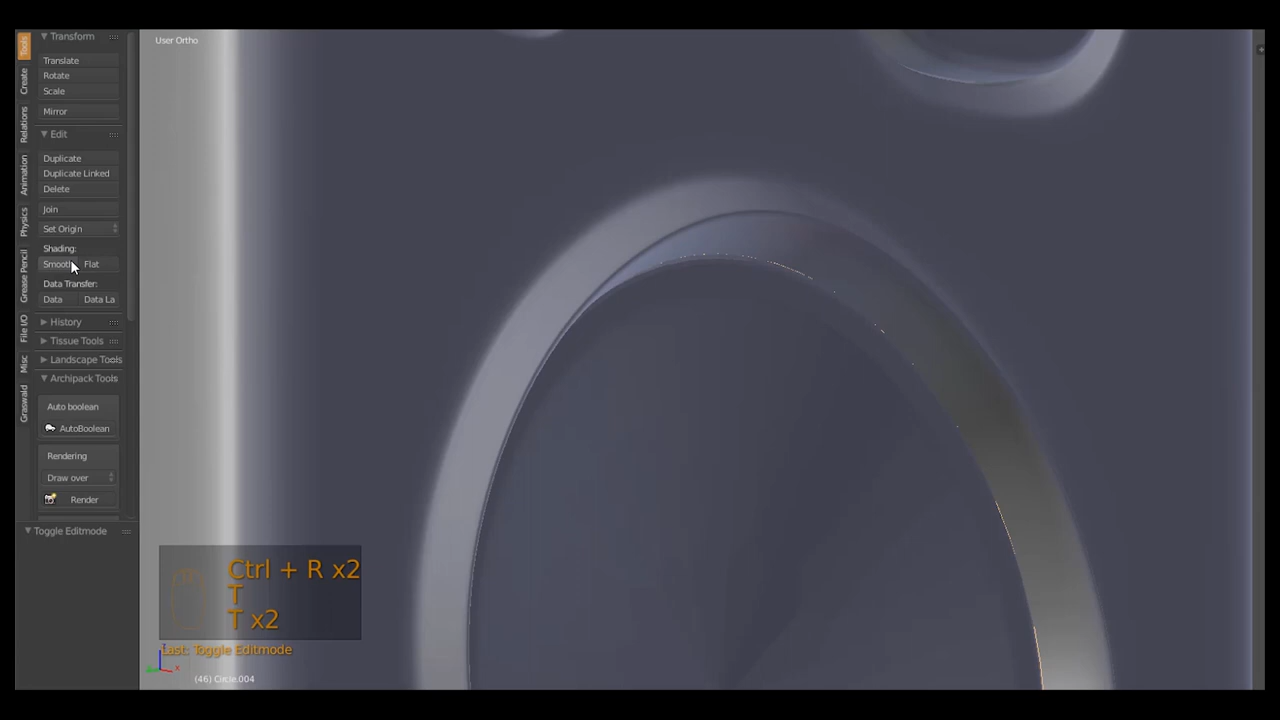 Tools
Create
Relations
Animation
Physics
Grease Pencil
File I/O
Misc
Graswald
Transform
Translate
Rotate
Scale
Mirror
Edit
Duplicate
Duplicate Linked
Delete
Join
Set Origin
Shading:
Smooth Flat
Data Transfer:
Data Data La
History
Tissue Tools
Landscape Tools
Archipack Tools
Auto boolean
AutoBoolean
Rendering
Draw over
Render
Toggle Editmode
User Ortho
Ctrl + R x2
T
T x2
Last: Toggle Editmode
x
(46) Circle.004